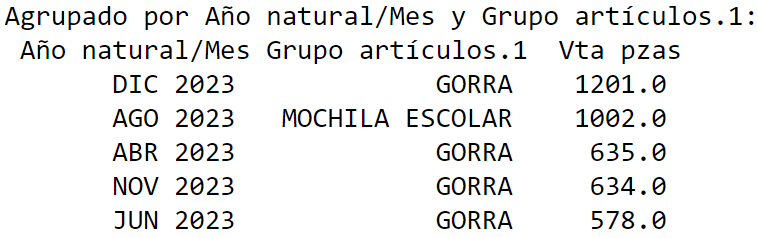 Agrupado por Año natural/Mes y Grupo artículos.1:
Año natural/Mes Grupo artículos.1 Vta pzas
DIC 2023 GORRA 1201.0
AGO 2023 MOCHILA ESCOLAR 1002.0
ABR 2023 GORRA 635.0
NOV 2023 GORRA 634.0
JUN 2023 GORRA 578.0